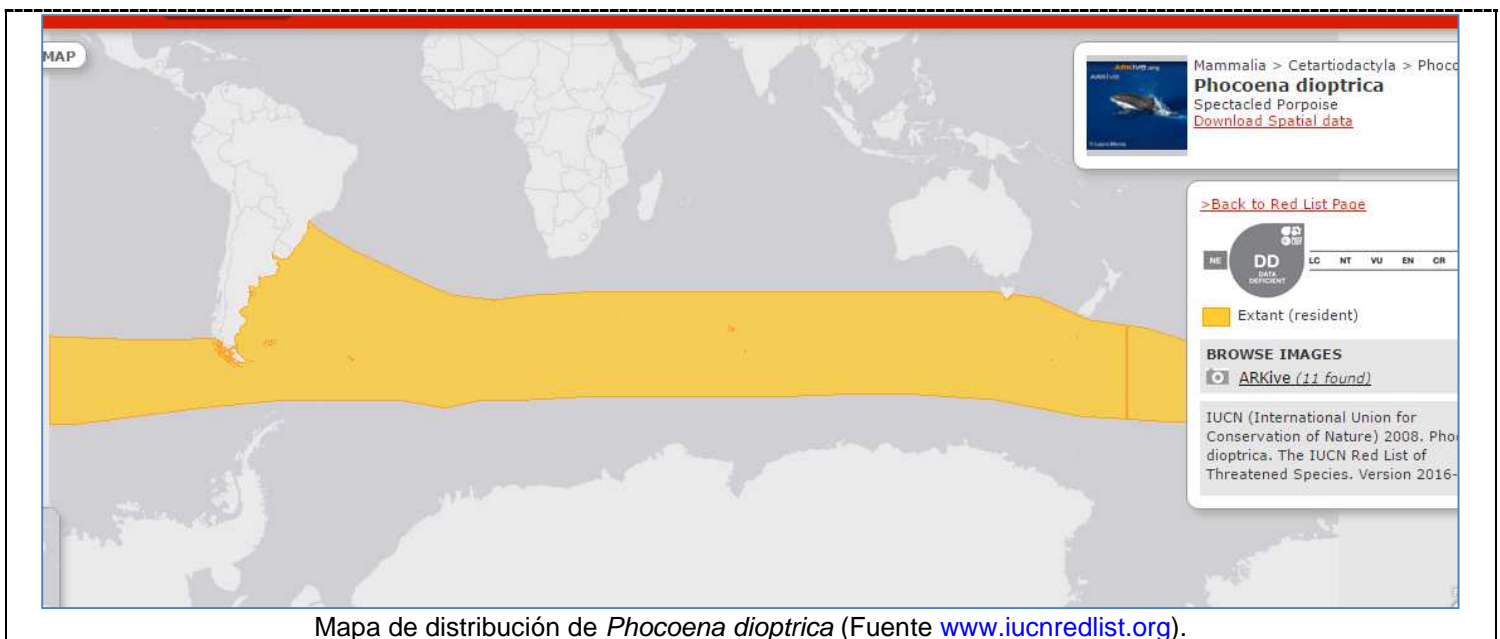 MAP
Mammalia > Cetartiodactyla > Phoco
Phocoena dioptrica
Spectacled Porpoise
Download Spatial data
>Back to Red List Page
NE
DD
DATA
DEFICIENT
LC NT VU EN CR
Extant (resident)
BROWSE IMAGES
ARKive (11 found)
IUCN (International Union for
Conservation of Nature) 2008. Phoc
dioptrica. The IUCN Red List of
Threatened Species. Version 2016-
Mapa de distribución de Phocoena dioptrica (Fuente www.iucnredlist.org).